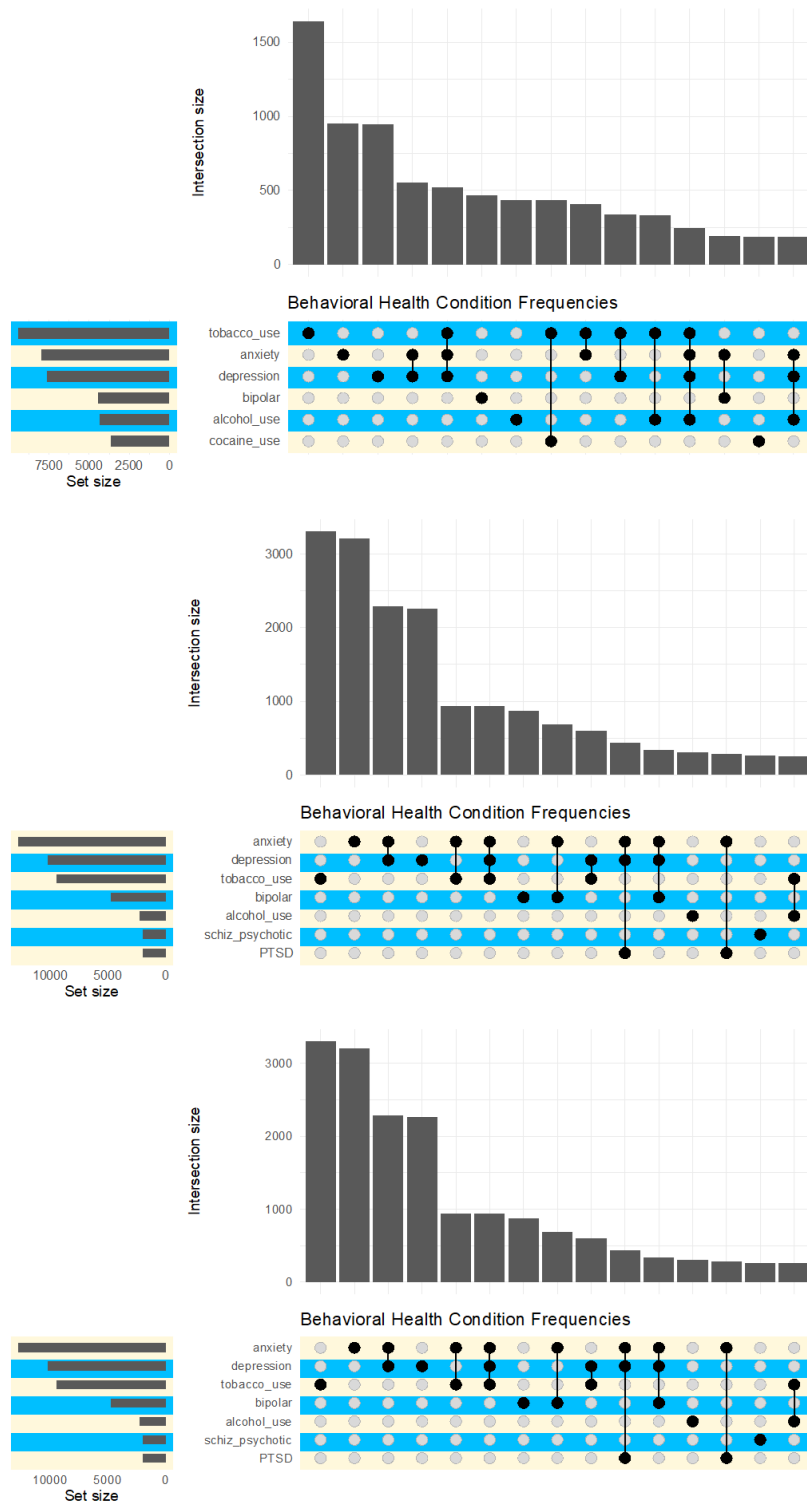 1500
1000
500
0
Intersection size
Behavioral Health Condition Frequencies
tobacco_use
anxiety
depression
bipolar
alcohol_use
cocaine_use
7500 5000 2500 0
Set size
3000
2000
1000
0
Intersection size
Behavioral Health Condition Frequencies
anxiety
depression
tobacco_use
bipolar
alcohol_use
schiz_psychotic
PTSD
10000 5000 0
Set size
3000
2000
1000
0
Intersection size
Behavioral Health Condition Frequencies
anxiety
depression
tobacco_use
bipolar
alcohol_use
schiz_psychotic
PTSD
10000 5000 0
Set size